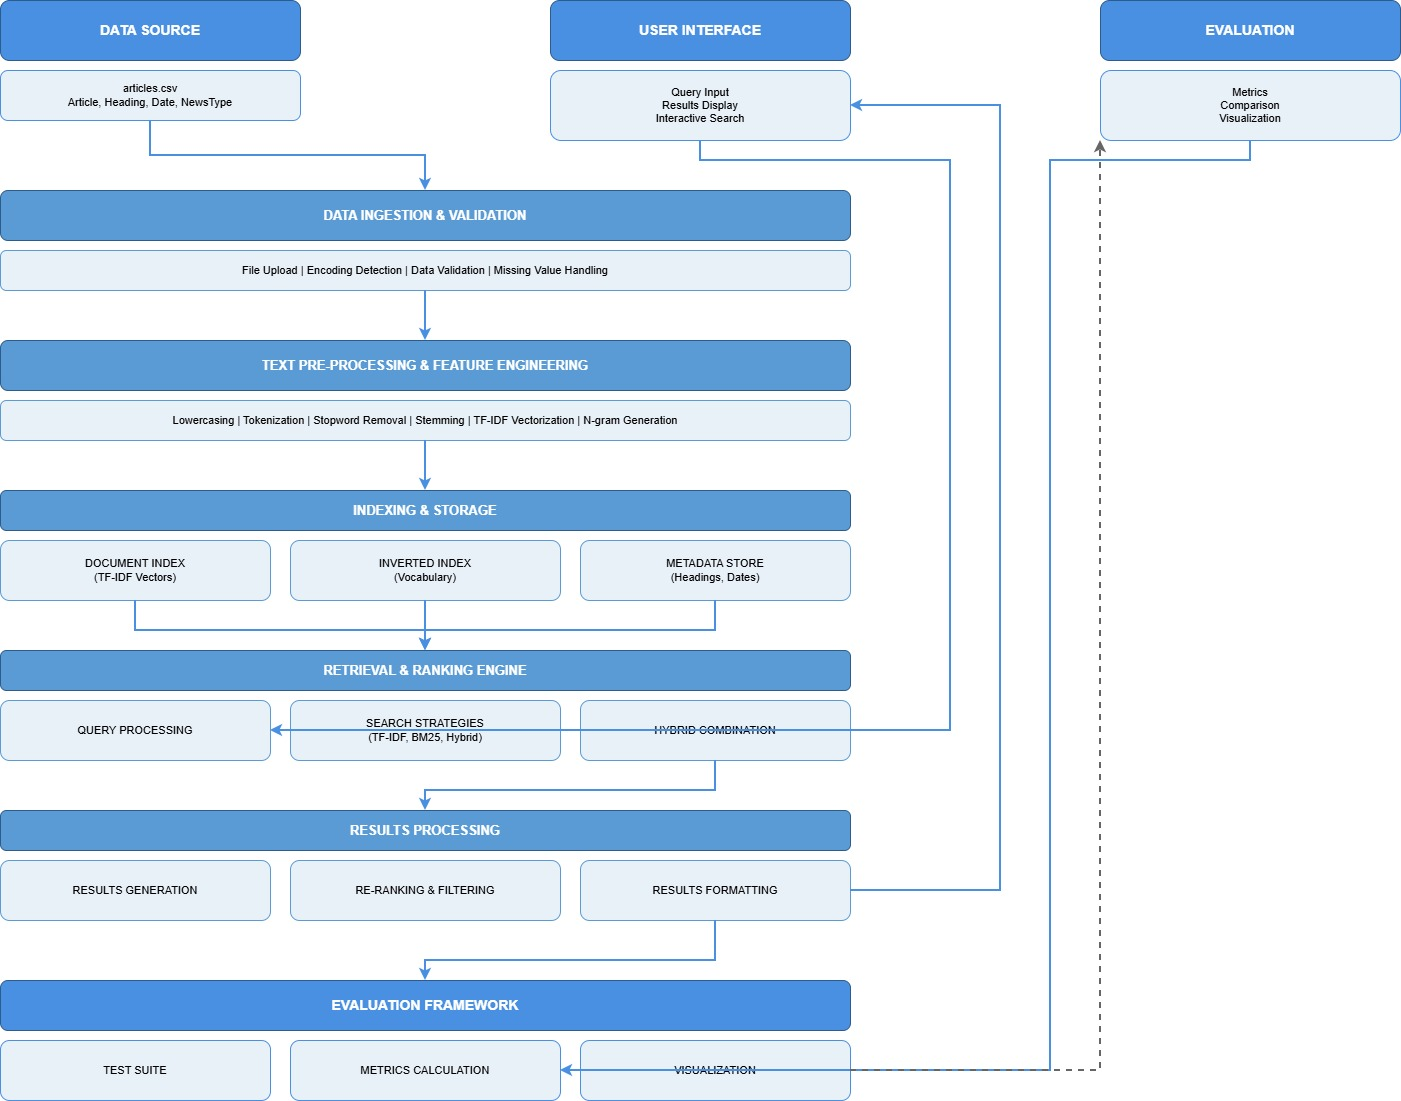 DATA SOURCE
USER INTERFACE
EVALUATION
articles.csv
Article, Heading, Date, NewsType
Query Input
Results Display
Interactive Search
Metrics
Comparison
Visualization
DATA INGESTION & VALIDATION
File Upload | Encoding Detection | Data Validation | Missing Value Handling
TEXT PRE-PROCESSING & FEATURE ENGINEERING
Lowercasing | Tokenization | Stopword Removal | Stemming | TF-IDF Vectorization | N-gram Generation
INDEXING & STORAGE
DOCUMENT INDEX
(TF-IDF Vectors)
INVERTED INDEX
(Vocabulary)
METADATA STORE
(Headings, Dates)
RETRIEVAL & RANKING ENGINE
QUERY PROCESSING
SEARCH STRATEGIES
(TF-IDF, BM25, Hybrid)
HYBRID COMBINATION
RESULTS PROCESSING
RESULTS GENERATION
RE-RANKING & FILTERING
RESULTS FORMATTING
EVALUATION FRAMEWORK
TEST SUITE
METRICS CALCULATION
VISUALIZATION